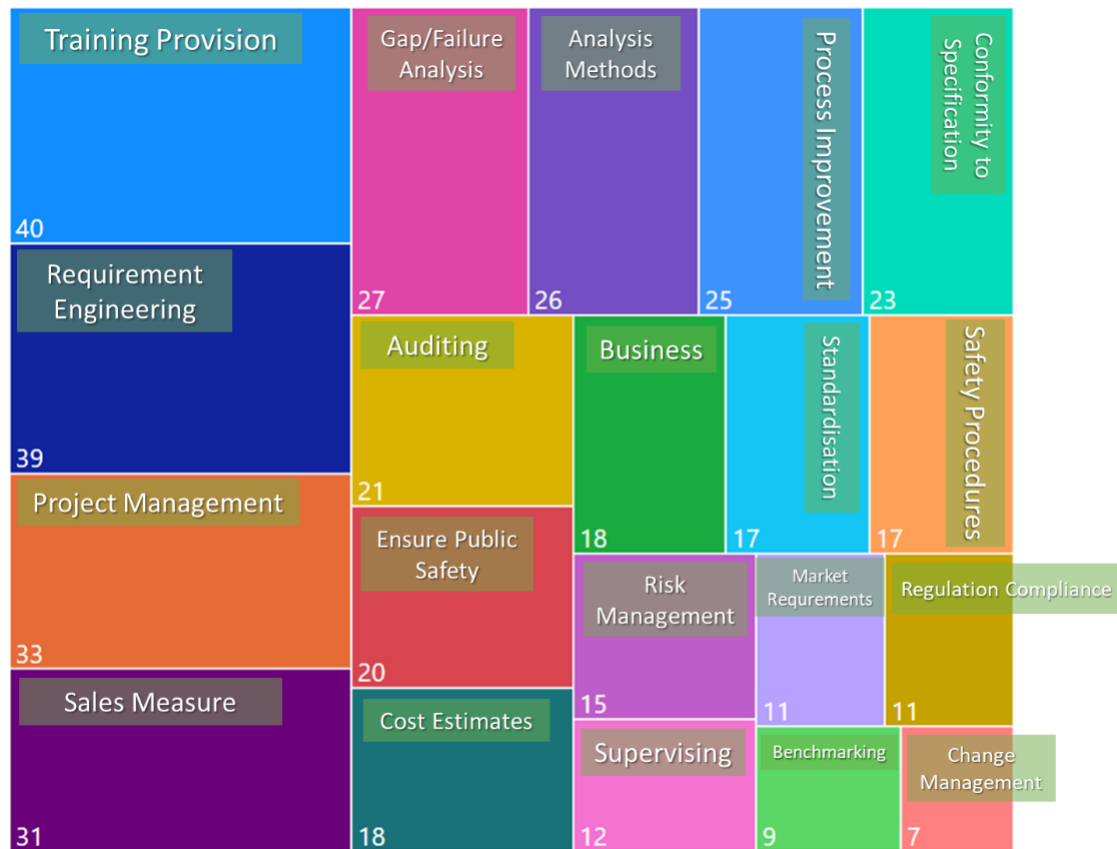 Training Provision
40
Requirement
Engineering
39
Project Management
33
Sales Measure
31
Gap/Failure
Analysis
27
Analysis
Methods
26
Process Improvement
25
Conformity to
Specification
23
Auditing
21
Ensure Public
Safety
20
Cost Estimates
18
Business
18
Standardisation
17
Safety Procedures
17
Risk
Management
15
Market
Requrements
11
Regulation Compliance
11
Supervising
12
Benchmarking
9
Change
Management
7